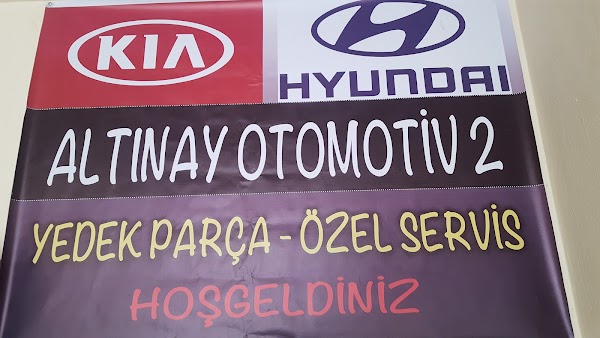 KIA
HYUNDAI
ALTINAY OTOMOTİV 2
YEDEK PARÇA - ÖZEL SERVİS
HOŞGELDİNİZ